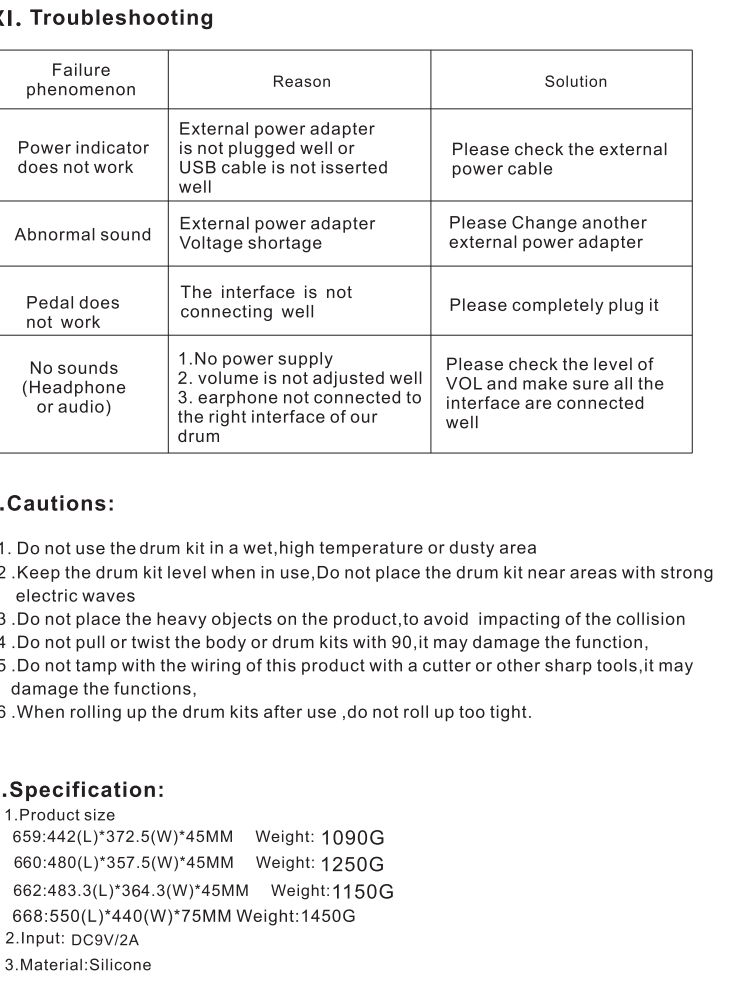 XI. Troubleshooting
Failure
phenomenon
Reason
Solution
Power indicator
does not work
External power adapter
is not plugged well or
USB cable is not isserted
well
Please check the external
power cable
Abnormal sound
External power adapter
Voltage shortage
Please Change another
external power adapter
Pedal does
not work
The interface is not
connecting well
Please completely plug it
No sounds
(Headphone
or audio)
1.No power supply
2. volume is not adjusted well
3. earphone not connected to
the right interface of our
drum
Please check the level of
VOL and make sure all the
interface are connected
well
.Cautions:
1. Do not use the drum kit in a wet,high temperature or dusty area
2 .Keep the drum kit level when in use,Do not place the drum kit near areas with strong
electric waves
3 .Do not place the heavy objects on the product,to avoid impacting of the collision
4 .Do not pull or twist the body or drum kits with 90,it may damage the function,
5 .Do not tamp with the wiring of this product with a cutter or other sharp tools,it may
damage the functions,
6 .When rolling up the drum kits after use ,do not roll up too tight.
.Specification:
1.Product size
659:442(L)*372.5(W)*45MM Weight: 1090G
660:480(L)*357.5(W)*45MM Weight: 1250G
662:483.3(L)*364.3(W)*45MM Weight:1150G
668:550(L)*440(W)*75MM Weight:1450G
2.Input: DC9V/2A
3.Material:Silicone